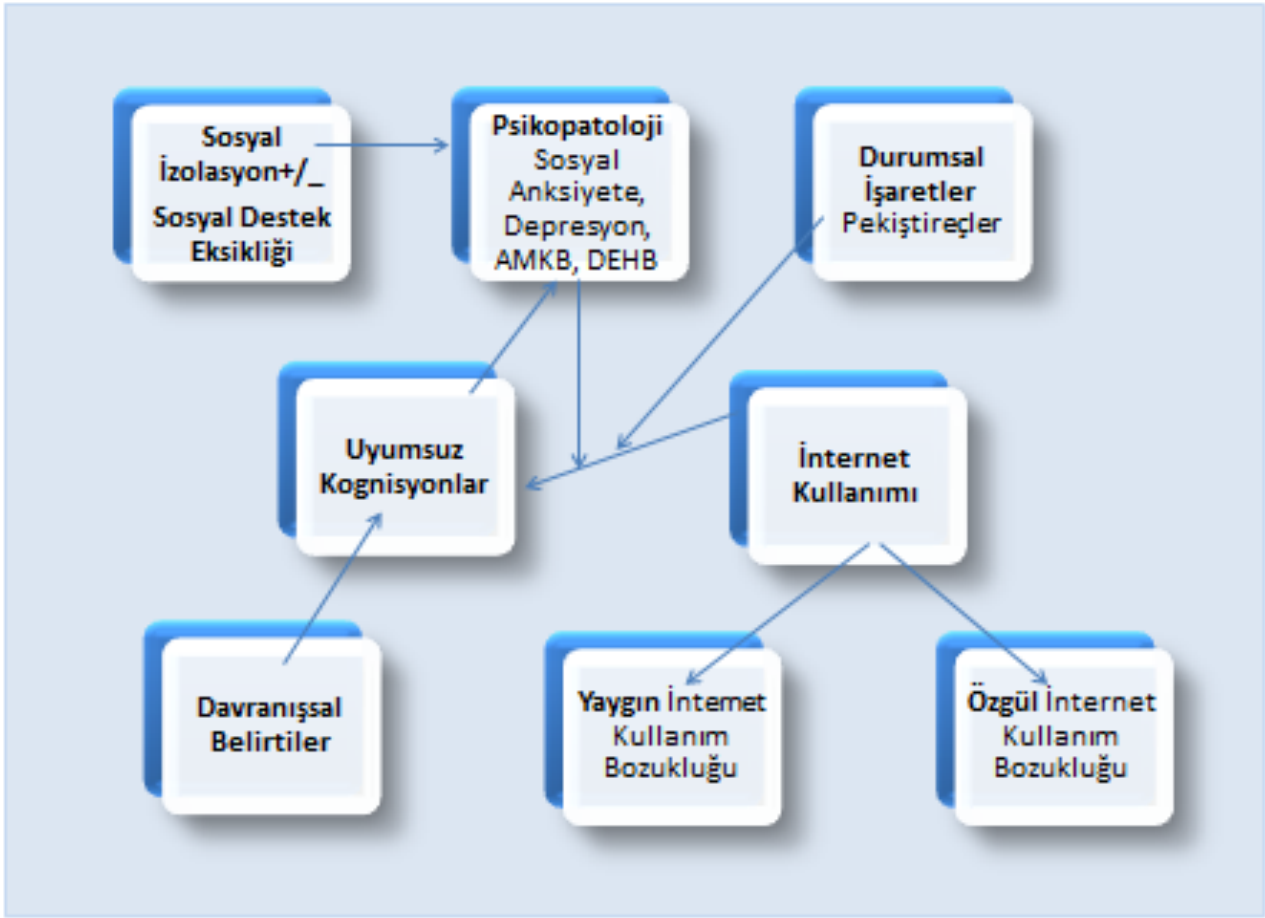 Sosyal
İzolasyon+/_
Sosyal Destek
Eksikliği
Psikopatoloji
Sosyal
Anksiyete,
Depresyon,
AMKB, DEHB
Durumsal
İşaretler
Pekiştireçler
Uyumsuz
Kognisyonlar
İnternet
Kullanımı
Davranışsal
Belirtiler
Yaygın İnternet
Kullanım
Bozukluğu
Özgül İnternet
Kullanım
Bozukluğu